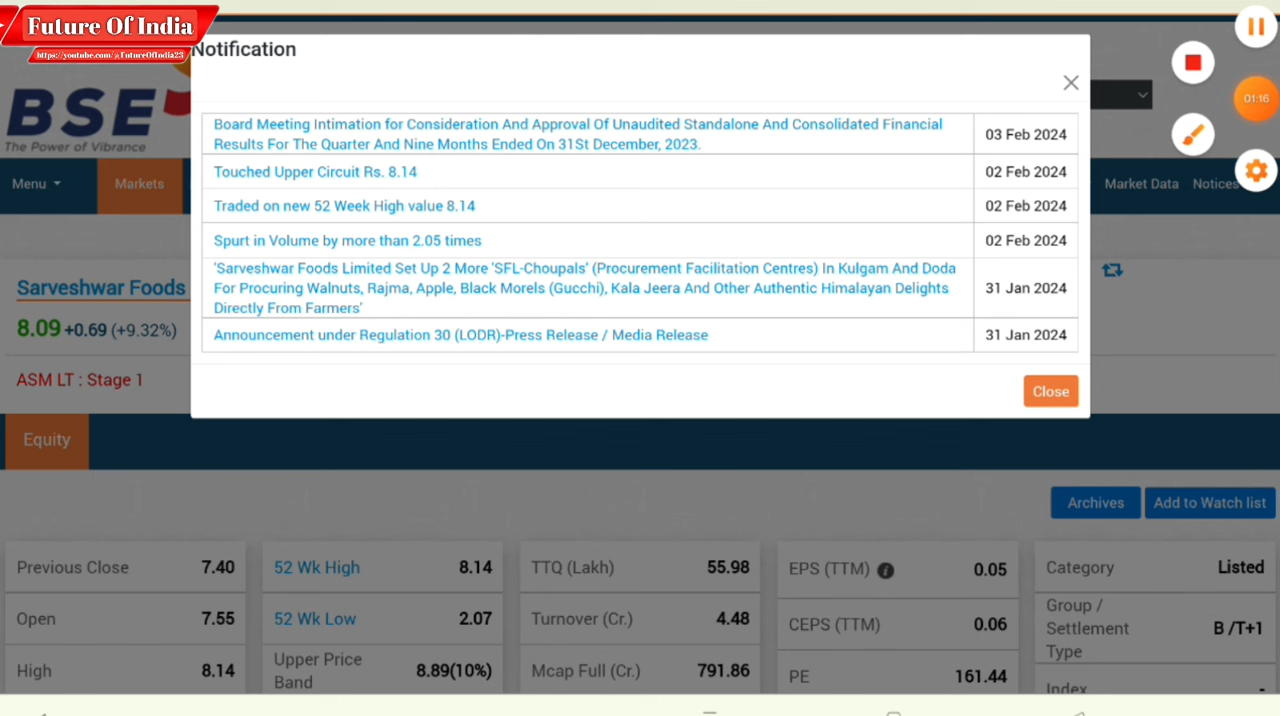 Future Of India
https://youtube.com/@FutureOfIndia23
01:16
Notification
BSE
The Power of Vibrance
Board Meeting Intimation for Consideration And Approval Of Unaudited Standalone And Consolidated Financial
Results For The Quarter And Nine Months Ended On 31St December, 2023.
03 Feb 2024
Touched Upper Circuit Rs. 8.14
02 Feb 2024
Traded on new 52 Week High value 8.14
02 Feb 2024
Spurt in Volume by more than 2.05 times
02 Feb 2024
'Sarveshwar Foods Limited Set Up 2 More 'SFL-Choupals' (Procurement Facilitation Centres) In Kulgam And Doda
For Procuring Walnuts, Rajma, Apple, Black Morels (Gucchi), Kala Jeera And Other Authentic Himalayan Delights
Directly From Farmers'
31 Jan 2024
Announcement under Regulation 30 (LODR)-Press Release / Media Release
31 Jan 2024
Close
Menu
Markets
Market Data
Notices
Sarveshwar Foods
8.09 +0.69 (+9.32%)
ASM LT : Stage 1
Equity
Archives
Add to Watch list
Previous Close 7.40
Open 7.55
High 8.14
52 Wk High 8.14
52 Wk Low 2.07
Upper Price
Band 8.89(10%)
TTQ (Lakh) 55.98
Turnover (Cr.) 4.48
Mcap Full (Cr.) 791.86
EPS (TTM) 0.05
CEPS (TTM) 0.06
PE 161.44
Category Listed
Group /
Settlement
Type B /T+1
Index -